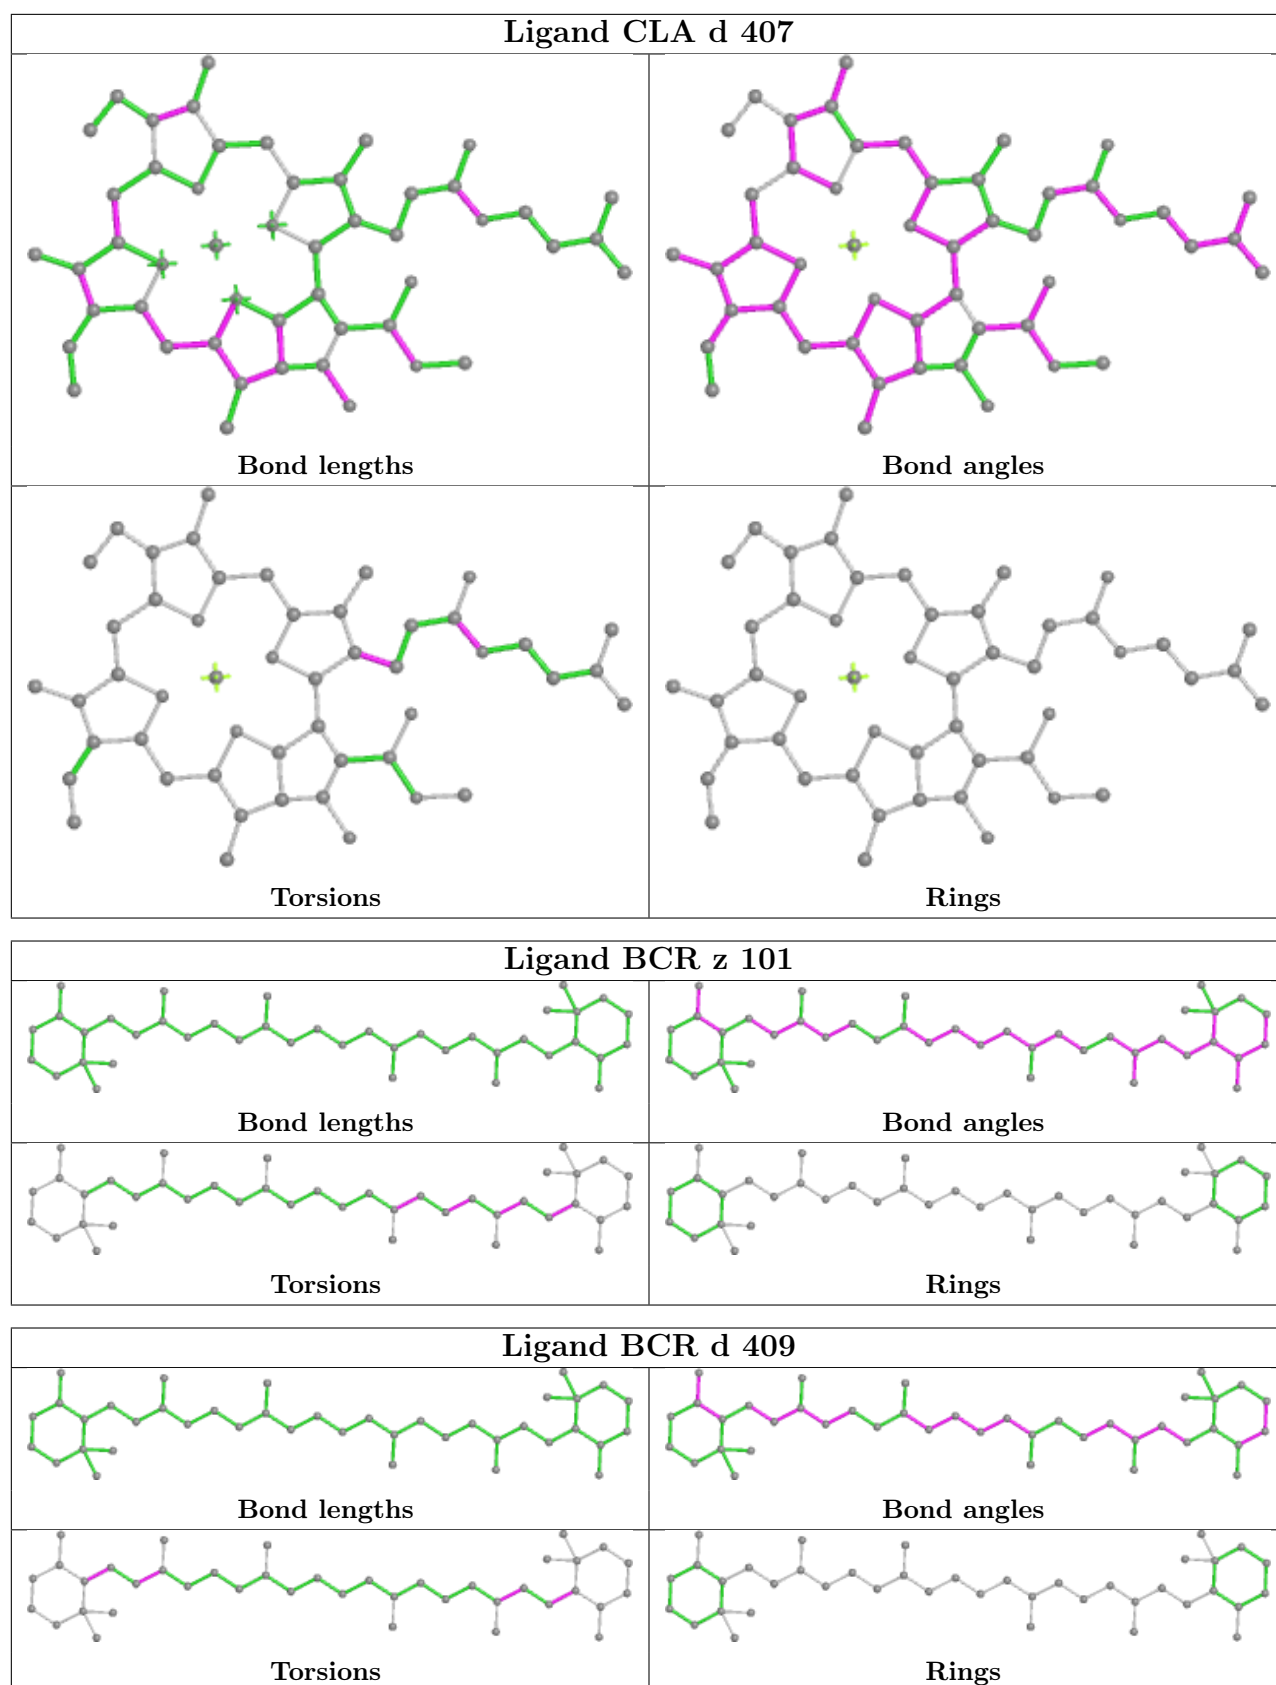 Ligand CLA d 407
Bond lengths
Bond angles
Torsions
Rings
Ligand BCR z 101
Bond lengths
Bond angles
Torsions
Rings
Ligand BCR d 409
Bond lengths
Bond angles
Torsions
Rings